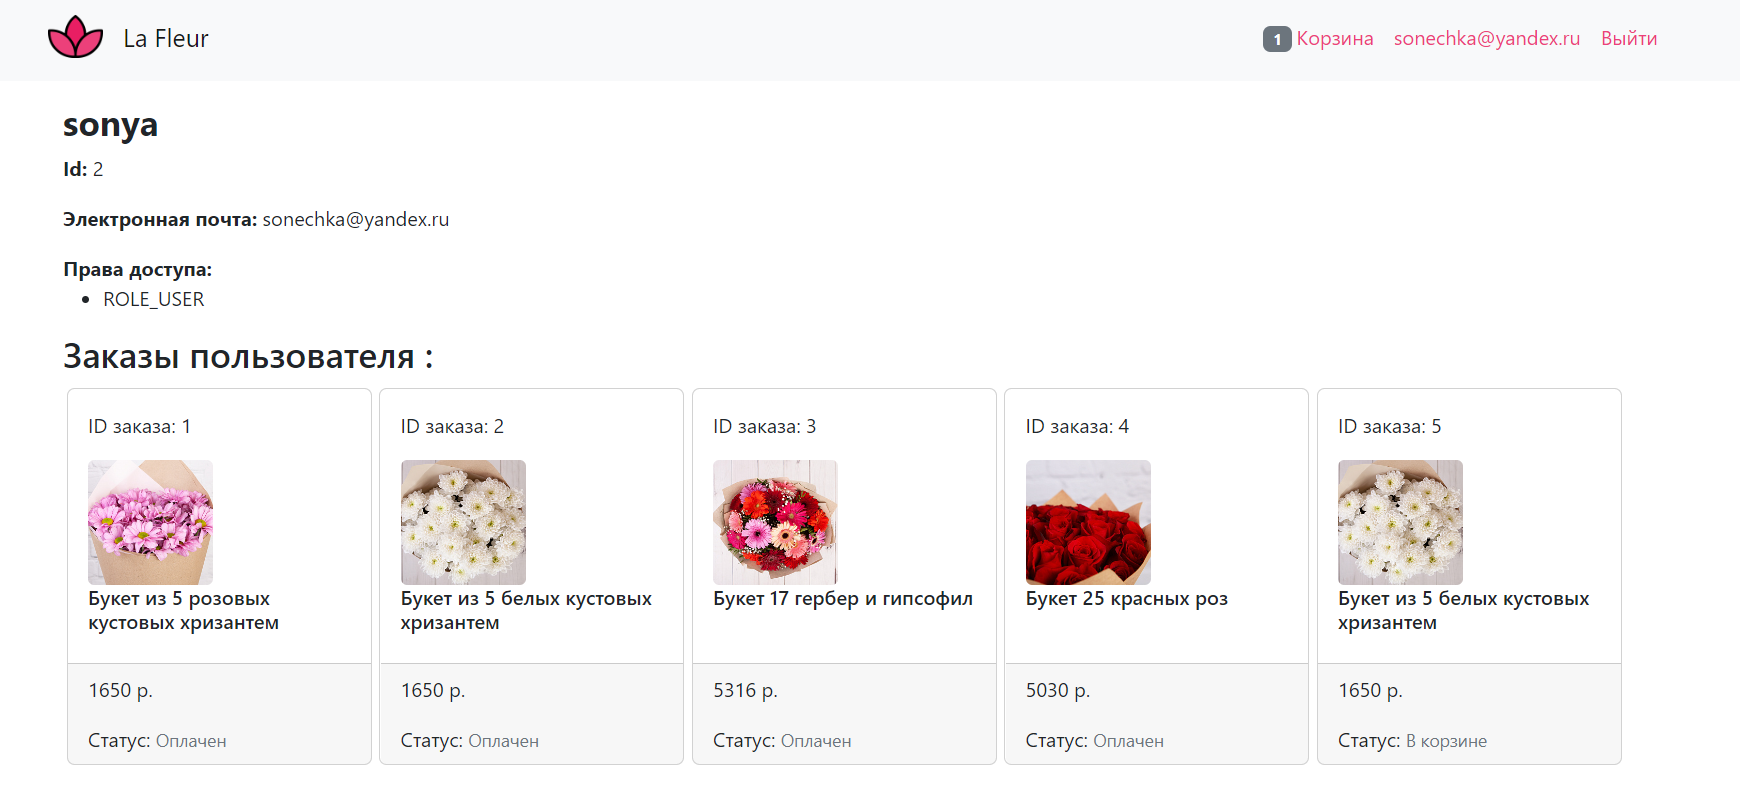 La Fleur
1 Корзина sonechka@yandex.ru Выйти
sonya
Id: 2
Электронная почта: sonechka@yandex.ru
Права доступа:
ROLE_USER
Заказы пользователя :
ID заказа: 1
Букет из 5 розовых
кустовых хризантем
1650 р.
Статус: Оплачен
ID заказа: 2
Букет из 5 белых кустовых
хризантем
1650 р.
Статус: Оплачен
ID заказа: 3
Букет 17 гербер и гипсофил
5316 р.
Статус: Оплачен
ID заказа: 4
Букет 25 красных роз
5030 р.
Статус: Оплачен
ID заказа: 5
Букет из 5 белых кустовых
хризантем
1650 р.
Статус: В корзине